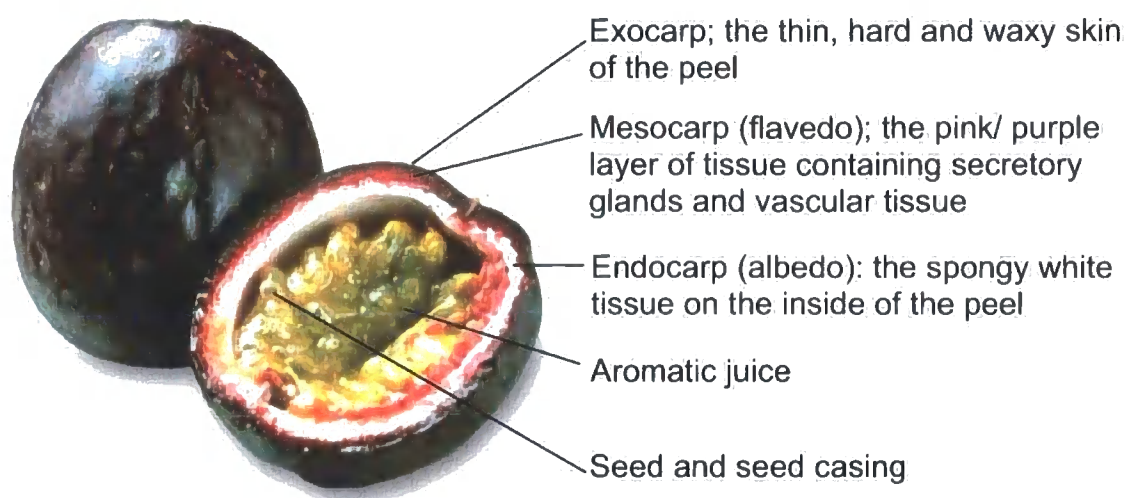 Exocarp; the thin, hard and waxy skin
of the peel
Mesocarp (flavedo); the pink/ purple
layer of tissue containing secretory
glands and vascular tissue
Endocarp (albedo): the spongy white
tissue on the inside of the peel
Aromatic juice
Seed and seed casing